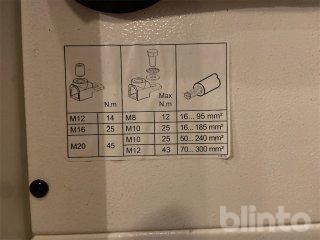 N.m
Max
N.m
M12 14 M8 12 16... 95 mm²
M16 25 M10 25 16... 185 mm²
M20 45 M10 25 50... 240 mm²
M12 43 70... 300 mm²
blinto